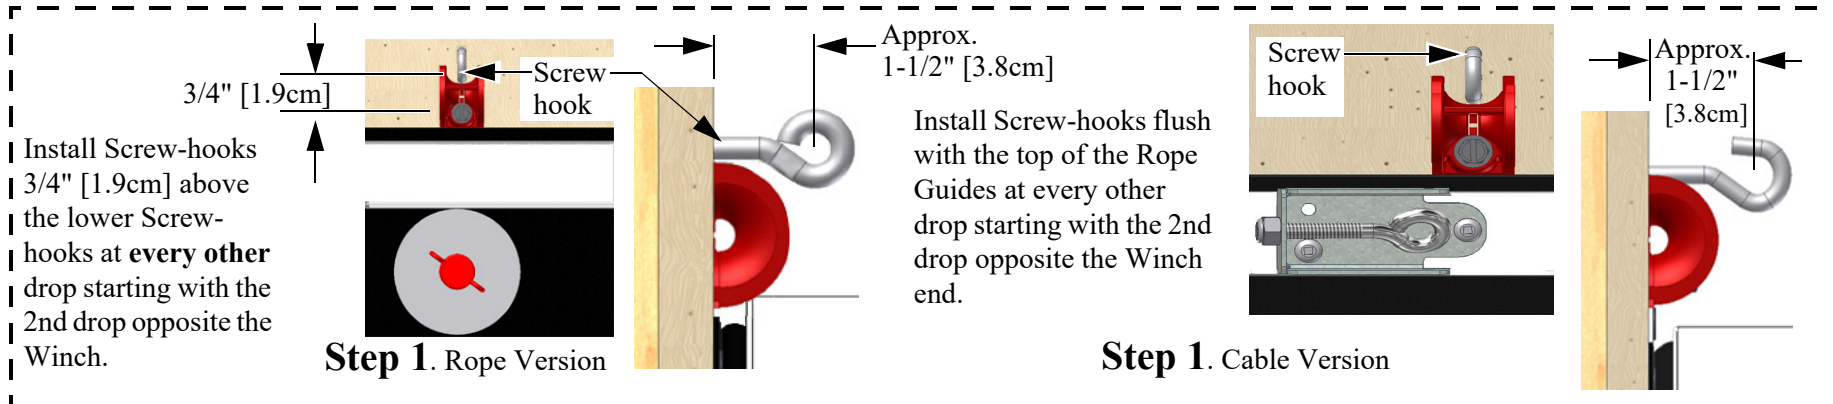 3/4" [1.9cm]
Install Screw-hooks
3/4" [1.9cm] above
the lower Screw-
hooks at every other
drop starting with the
2nd drop opposite the
Winch.
Screw
hook
Approx.
1-1/2" [3.8cm]
Step 1. Rope Version
Install Screw-hooks flush
with the top of the Rope
Guides at every other
drop starting with the 2nd
drop opposite the Winch
end.
Screw
hook
Approx.
1-1/2"
[3.8cm]
Step 1. Cable Version